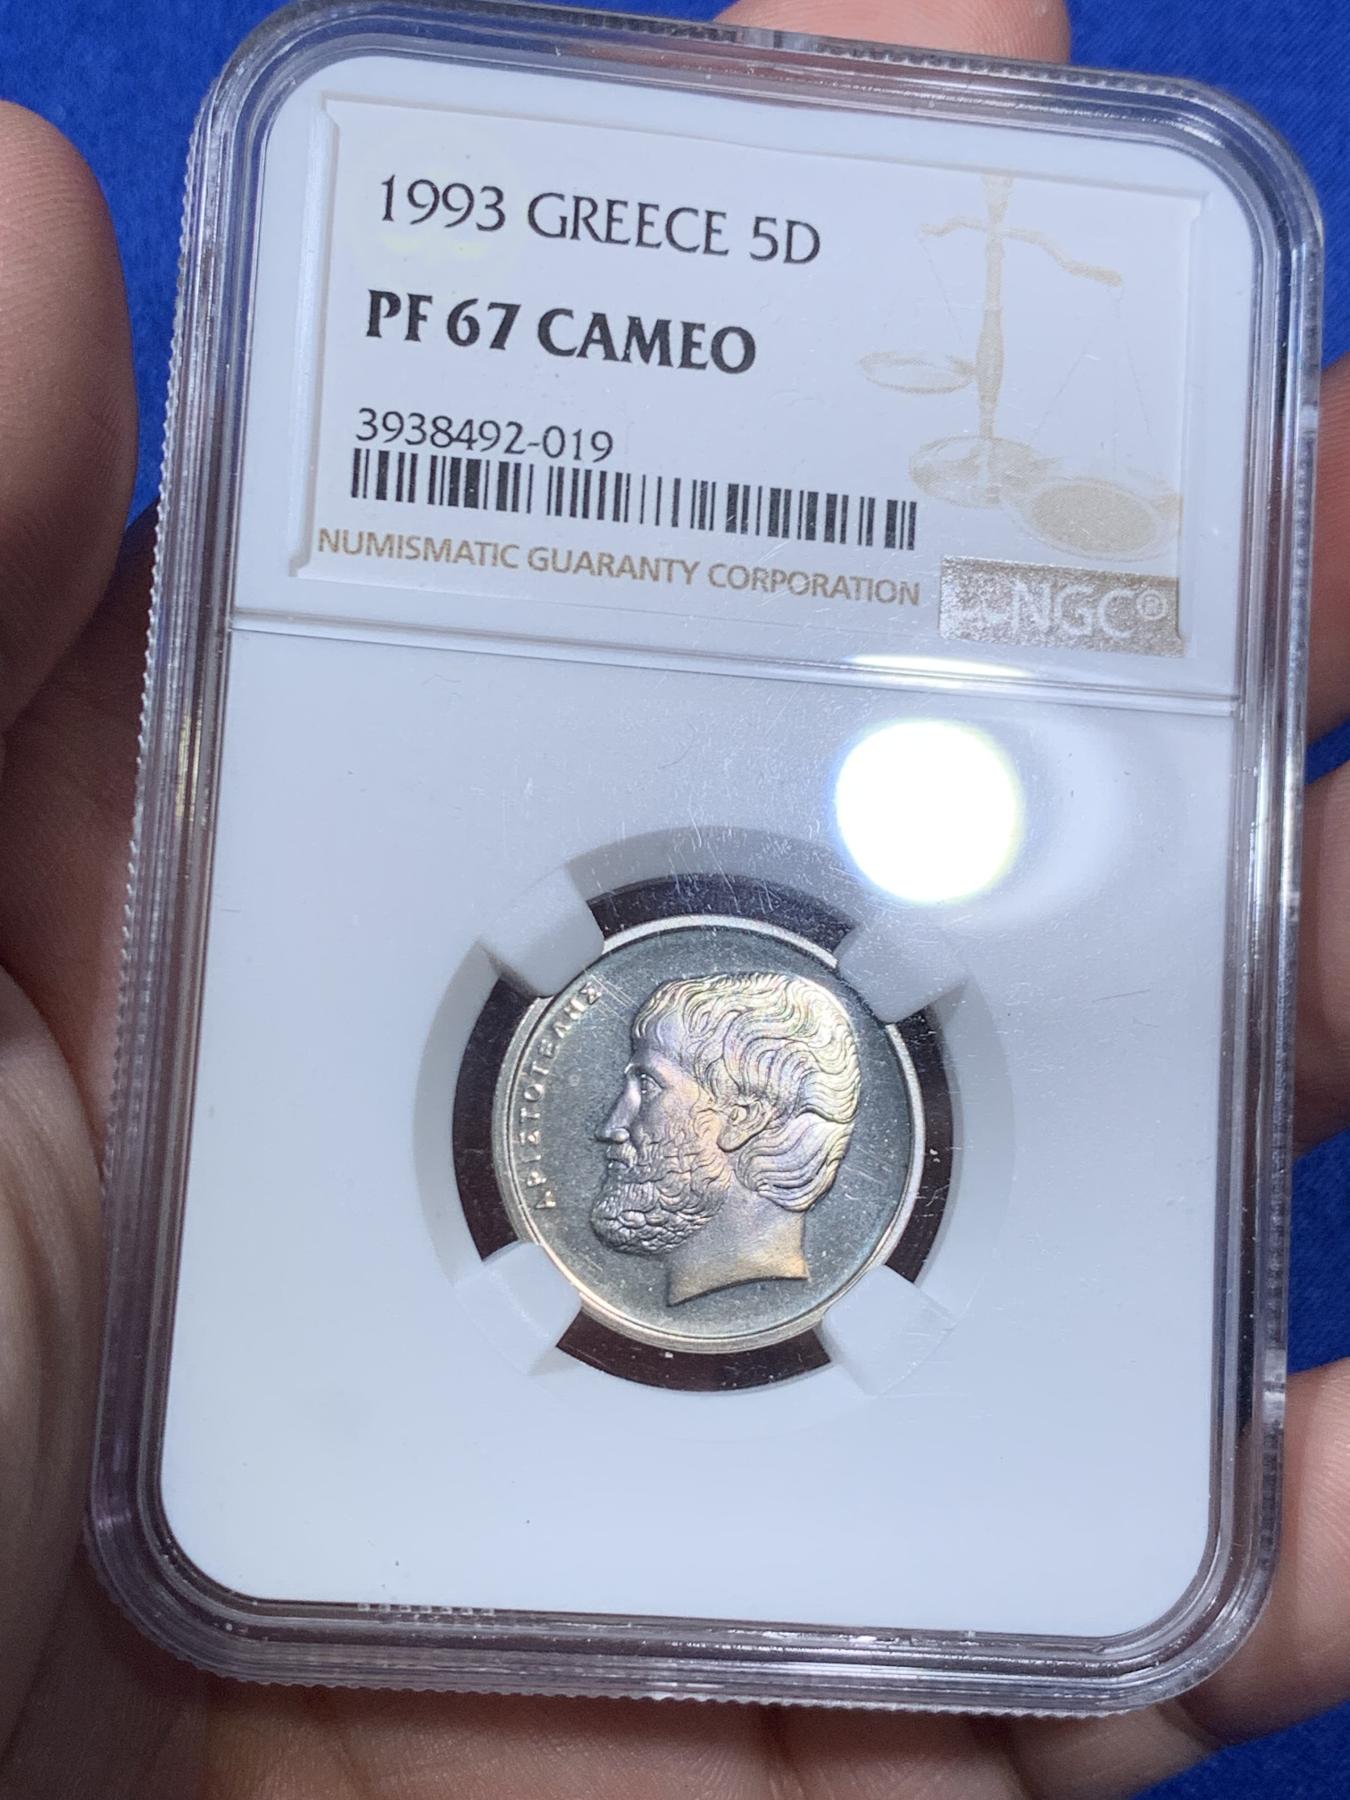 1993 GREECE 5D
PF 67 CAMEO
3938492-019
NUMISMATIC GUARANTY CORPORATION
NGC®
ΑΡΙΣΤΟΤΕΛΗΣ